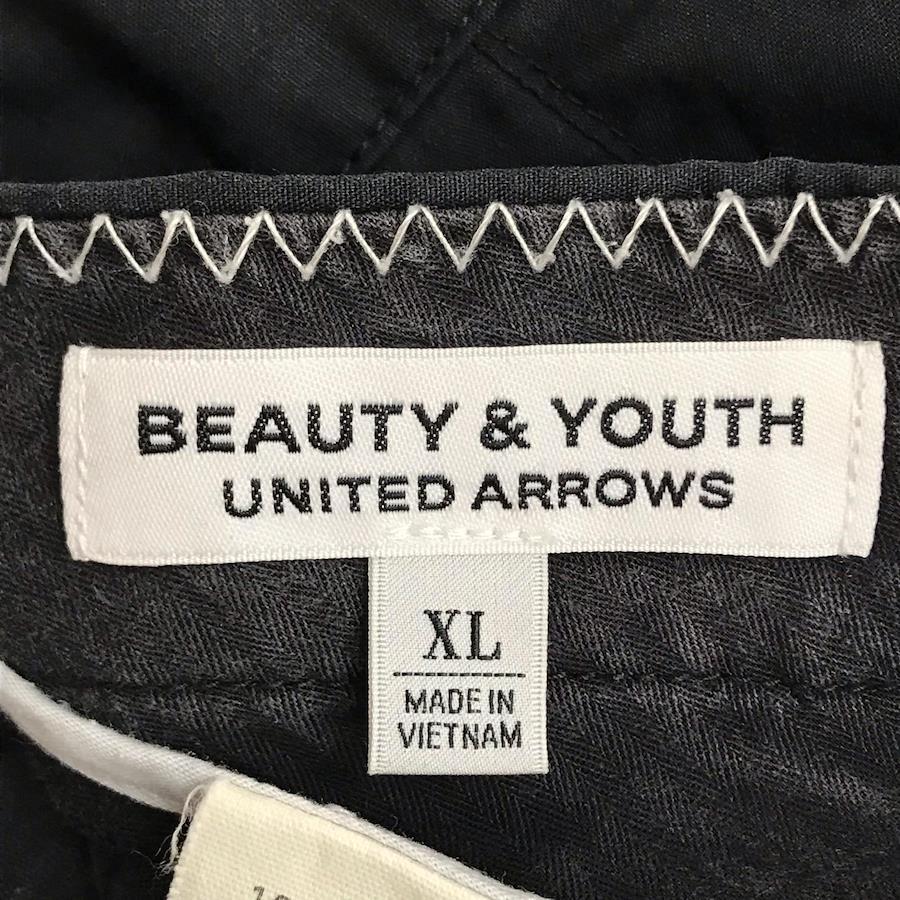 BEAUTY & YOUTH
UNITED ARROWS
XL
MADE IN
VIETNAM